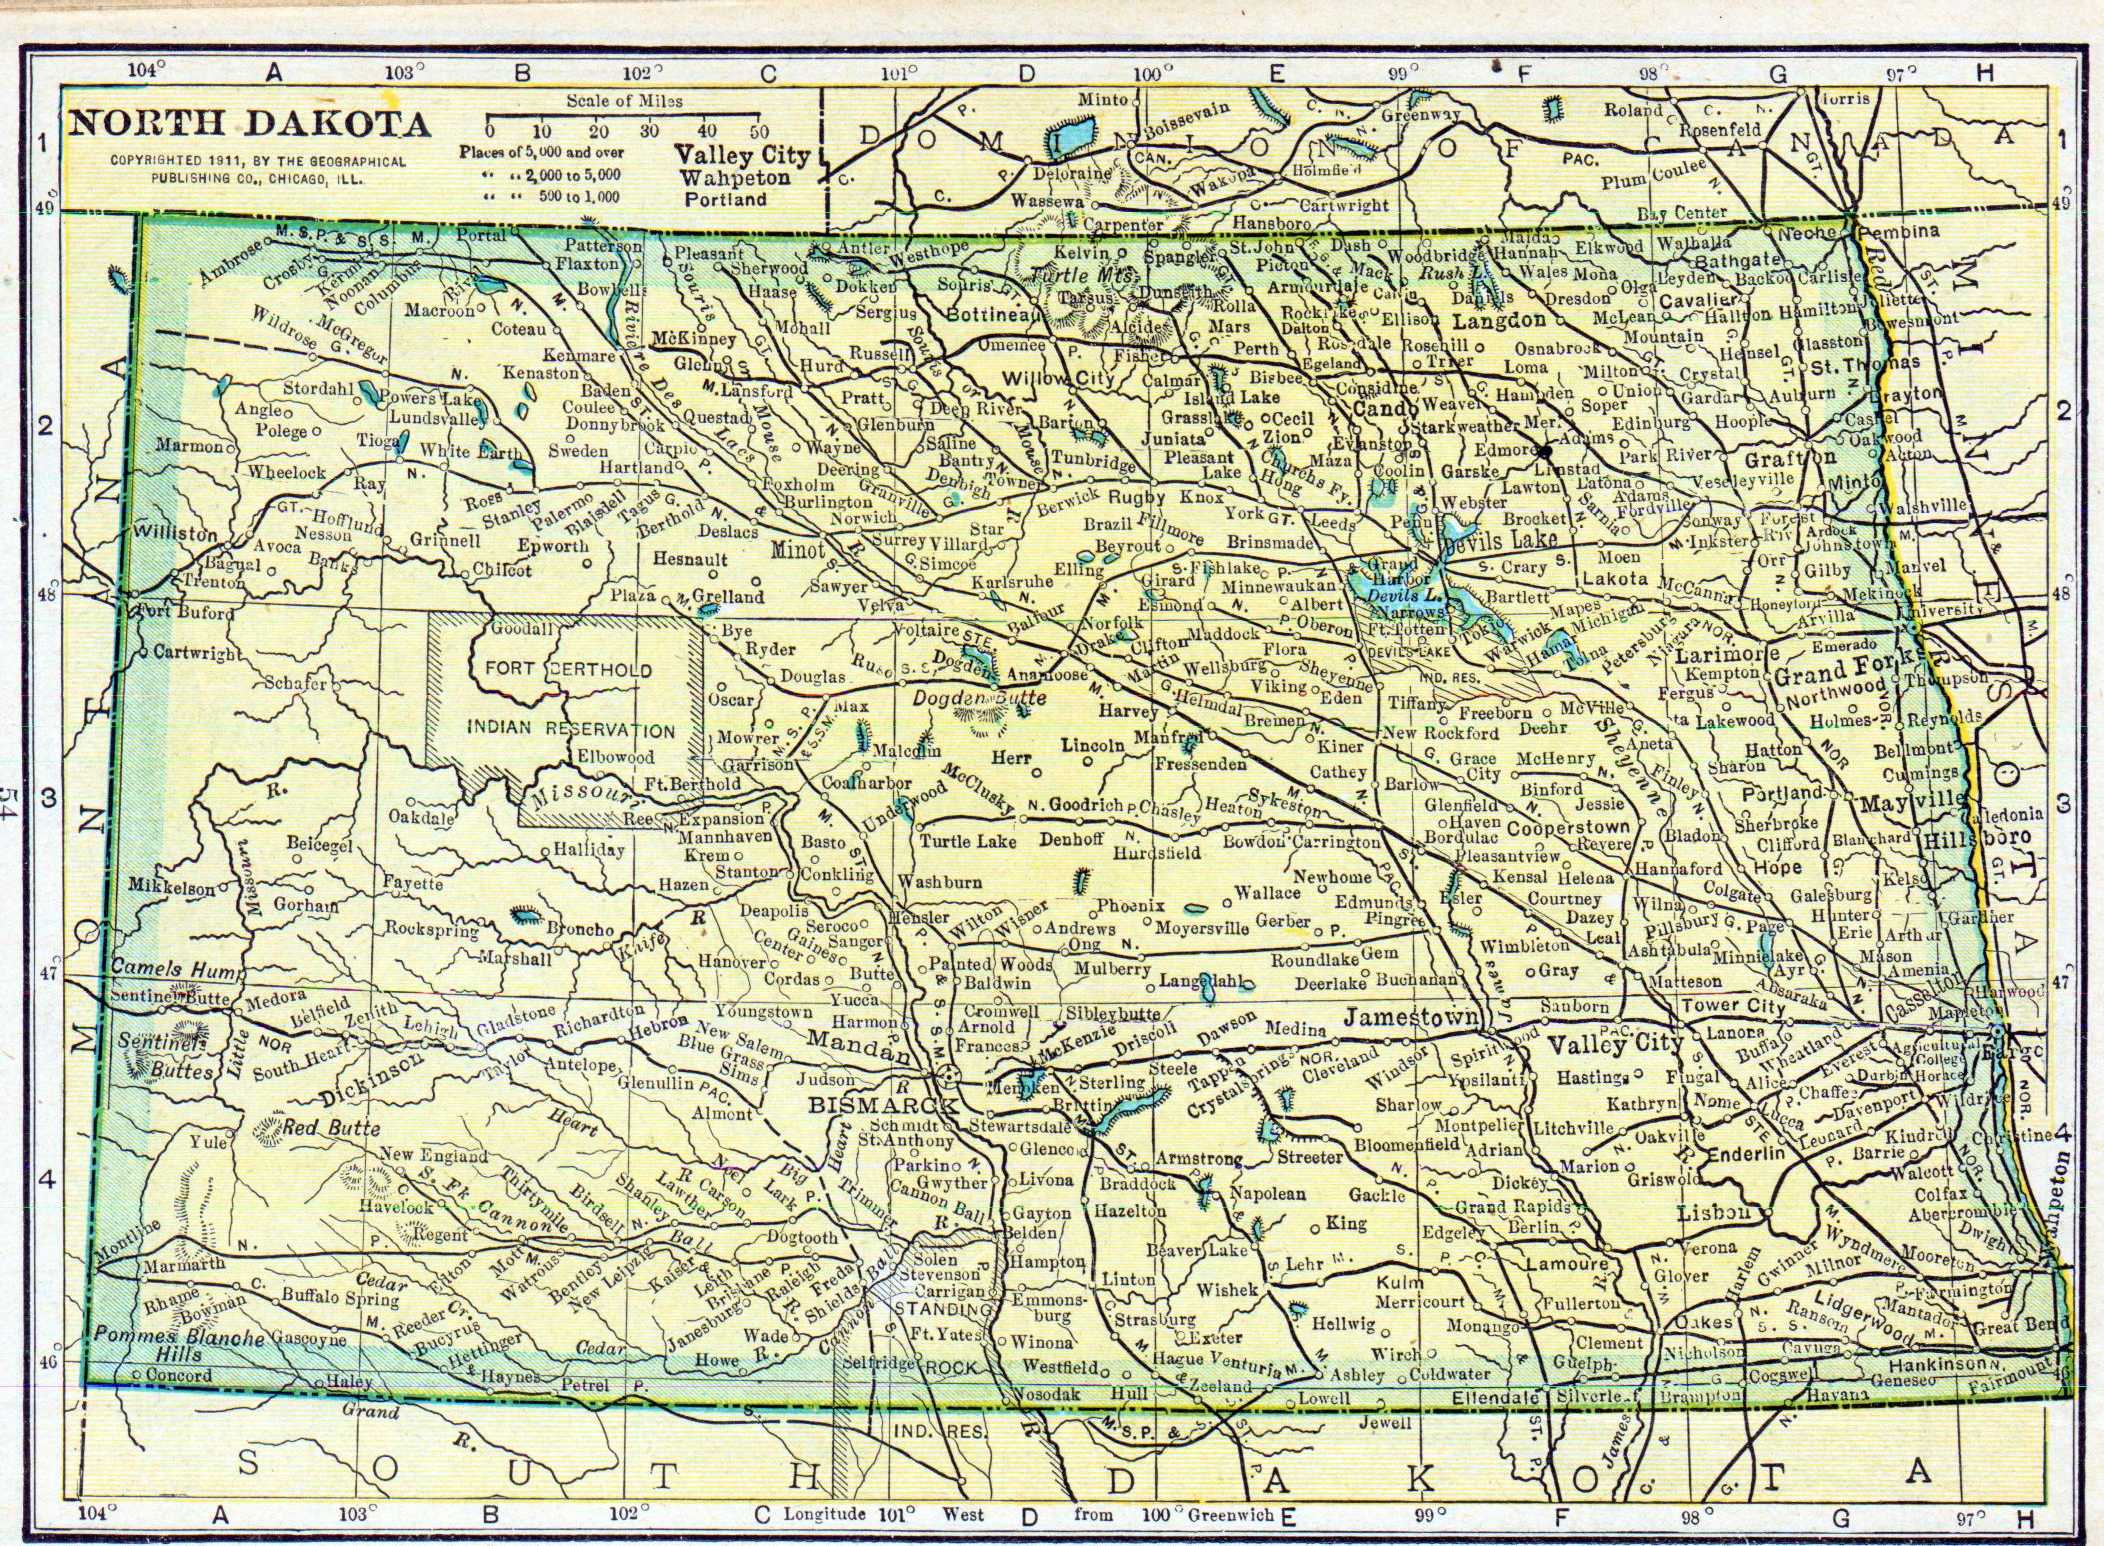 104° A 103° B 102° C 101° D 100° E 99° F 98° G 97° H
NORTH DAKOTA
COPYRIGHTED 1911, BY THE GEOGRAPHICAL
PUBLISHING CO., CHICAGO, ILL.
Scale of Miles
0 10 20 30 40 50
Places of 5,000 and over Valley City
" " 2,000 to 5,000 Wahpeton
" " 500 to 1,000 Portland
1
1
49°
49°
DOMINION OF CANADA
Minto
Boissevain
Greenway
Roland
Rosenfeld
Deloraine
Wakopa
Holmfield
Plum Coulee
Wassewa
Cartwright
Bay Center
Carpenter
Hansboro
Neche
Pembina
Ambrose
M. S. P. & S. S. M.
Portal
Patterson
Pleasant
Antler
Westhope
Kelvin
Spangler
St. John
Dash
Woodbridge
Hannah
Elkwood
Walhalla
Bathgate
Crosby
Kermit
Noonan
Columbus
Flaxton
Sherwood
Turtle Mts.
Picton
Mack
Rush L.
Wales
Mona
Leyden
Backoo
Carlisle
Bowbells
Haase
Dokken
Souris
Tarsus
Dunseith
Rolla
Armourdale
Calvin
Daniels
Dresdon
Olga
Cavalier
Hamilton
Joliette
Macroon
Coteau
Mohall
Sergius
Bottineau
Alcide
Mars
Rocklake
Dalton
Ellison
Langdon
McLean
Hallton
Bowesmont
Wildrose
McGregor
Kenmare
McKinney
Russell
Omemee
Fisher
Perth
Rosedale
Rosehill
Osnabrock
Mountain
Hensel
Glasston
Kenaston
Glenn
Hurd
Willow City
Calmar
Bisbee
Egeland
Trier
Loma
Milton
Crystal
St. Thomas
Stordahl
Powers Lake
Lundsvalley
Baden
Lansford
Pratt
Island Lake
Considine
Hampden
Union
Gardar
Auburn
Drayton
2
2
Angle
Polege
Coulee
Donnybrook
Questad
Deep River
Glenburn
Barton
Grasslake
Cecil
Cando
Weaver
Soper
Edinburg
Hoople
Cashel
Marmon
Tioga
White Earth
Sweden
Carpio
Wayne
Saline
Juniata
Zion
Starkweather
Evanston
Adams
Oakwood
Wheelock
Ray
Hartland
Deering
Bantry
Tunbridge
Pleasant
Lake
Maza
Coolin
Edmore
Garske
Linstad
Park River
Grafton
Acton
Ross
Stanley
Palermo
Blaisdell
Tagus
Foxholm
Burlington
Granville
Denbigh
Towner
Berwick
Rugby
Knox
Hong
Churchs Fy.
Lawton
Latona
Adams
Veseleyville
Minto
Hofflund
Nesson
Berthold
Norwich
Star
York
Leeds
Webster
Sarnia
Fordville
Walshville
Williston
Avoca
Grinnell
Epworth
Deslacs
Minot
Surrey
Villard
Brazil
Fillmore
Brinsmade
Penn
Devils Lake
Brocket
Conway
Forest
Riv.
Ardock
Johnstown
Bagual
Banks
Chilcot
Hesnault
Simcoe
Beyrout
Inkster
Moen
Trenton
Sawyer
Karlsruhe
Elling
Girard
Fishlake
Minnewaukan
Grand
Harbor
Crary
Lakota
Orr
Gilby
Manvel
48°
48°
Fort Buford
Plaza
Grelland
Velva
Esmond
Albert
Devils L.
Narrows
Bartlett
Mapes
Michigan
McCanna
Honeyford
Mekinock
University
Goodall
Bye
Voltaire
Balfour
Norfolk
Maddock
Oberon
Ft. Totten
Tokio
Warwick
Petersburg
Niagara
Arvilla
Cartwright
FORT BERTHOLD
Ryder
Ruso
Dogden
Drake
Clifton
Flora
DEVILS LAKE
Hamar
Tolna
Larimore
Emerado
Schafer
Douglas
Anamoose
Martin
Wellsburg
Sheyenne
IND. RES.
Kempton
Grand Forks
Oscar
Dogden Butte
Viking
Eden
Fergus
Northwood
Thompson
INDIAN RESERVATION
Max
Harvey
Helmdal
Bremen
Tiffany
Freeborn
McVille
Lakewood
Holmes
Reynolds
Mowrer
Malcolm
Manfred
Kiner
New Rockford
Deehr
Aneta
Hatton
Bellmont
Elbowood
Garrison
Herr
Lincoln
Fressenden
Cathey
Grace
City
McHenry
Finley
Sharon
Cumings
R.
Ft. Berthold
Coalharbor
McClusky
Barlow
Binford
3
3
Missouri
Oakdale
Ree
Expansion
Underwood
Goodrich
Chasley
Heaton
Sykeston
Glenfield
Jessie
Portland
Mayville
Caledonia
Mannhaven
Turtle Lake
Denhoff
Hurdsfield
Bowdon
Carrington
Haven
Bordulac
Cooperstown
Bladon
Sherbrooke
Hillsboro
Beicegel
Halliday
Kremo
Basto
Pleasantview
Revere
Clifford
Blanchard
Stanton
Conkling
Washburn
Newhome
Kensal
Helena
Hannaford
Hope
Kelso
Mikkelson
Fayette
Hazen
Gorham
Phoenix
Wallace
Edmunds
Esler
Courtney
Wilna
Colgate
Galesburg
Rockspring
Broncho
Deapolis
Hensler
Wilton
Wisner
Andrews
Moyersville
Gerber
Pingree
Dazey
Pillsbury
Page
Hunter
Gardner
Seroco
Gaines
Center
Sanger
Ong
Wimbleton
Leal
Ashtabula
Erie
Arthur
Camels Hump
Marshall
Knife
Hanover
Painted Woods
Mulberry
Roundlake
Gem
Gray
Minnielake
Ayr
Mason
Amenia
47°
47°
Cordas
Butte
Baldwin
Langedahl
Deerlake
Buchanan
Matteson
Absaraka
Casselton
Harwood
Sentinel Butte
Medora
Belfield
Zenith
Lehigh
Gladstone
Richardton
Hebron
Youngstown
Yucca
Harmon
Cromwell
Sibleybutte
Sanborn
Tower City
Mapleton
Sentinel
Buttes
South Heart
Dickinson
Taylor
Antelope
New Salem
Blue Grass
Sims
Mandan
Arnold
Frances
McKenzie
Driscoll
Dawson
Medina
Jamestown
Spiritwood
Valley City
Lanona
Buffalo
Wheatland
Agricultural
College
Fargo
Glenullin
Judson
Menoken
Sterling
Steele
Tappen
Crystalsprings
Cleveland
Windsor
Ypsilanti
Hastings
Fingal
Alice
Everest
Durbin
Horace
Almont
BISMARCK
Brittin
Chaffee
Red Butte
Yule
Heart
Schmidt
Stewartsdale
Sharlow
Montpelier
Litchville
Kathryn
Nome
Lucca
Davenport
Wildrice
4
4
St. Anthony
Glencoe
Bloomenfield
Oakville
Leonard
Kindred
Christine
New England
Parkin
Armstrong
Streeter
Adrian
Marion
Enderlin
Barrie
Walcott
S. Fk. Cannon
Thirtymile
Birdsell
Shanley
Lawther
R Carson
Noel
Big
Lark
Gwyther
Livona
Braddock
Napolean
Gackle
Dickey
Griswold
Colfax
Wahpeton
Havelock
Trimmer
Cannon Ball
Gayton
Hazelton
King
Grand Rapids
Lisbon
Abercrombie
Regent
Ball
Dogtooth
Belden
Edgeley
Berlin
Dwight
Montline
Marmarth
Edton
Mott
Watrous
Bentley
New Leipzig
Kaiser
Leith
Brisbane
Raleigh
Freda
Solen
Hampton
Beaver Lake
Verona
Wyndmere
Mooreton
Rhame
Bowman
Cedar
Cr.
Buffalo Spring
Janesburg
Shields
Stevenson
Carrigan
Linton
Wishek
Lehr
Kulm
Lamoure
Glover
Harlem
Gwinner
Milnor
Farmington
Reeder
Bucyrus
STANDING
Emmons-
burg
Strasburg
Merricourt
Fullerton
Ransom
Lidgerwood
Mantador
Pommes Blanche
Hills
Gascoyne
Hettinger
Wade
Ft. Yates
Winona
Exeter
Hellwig
Monango
Clement
Oakes
Great Bend
46°
46°
Cedar
Howe
Selfridge
ROCK
Westfield
Hague
Venturia
Wirch
Guelph
Nicholson
Cayuga
Hankinson
Concord
Haley
Haynes
Petrel
Nosodak
Hull
Zeeland
Ashley
Coldwater
Cogswell
Geneseo
Fairmount
Lowell
Ellendale
Brampton
Havana
Grand
R.
IND. RES.
M. S. P. &
Jewell
James
MONTANA
MINNESOTA
Little
Missouri
Rivière Des Lacs
Souris or Mouse
Sheyenne
Red
SOUTH DAKOTA
104° A 103° B 102° C Longitude 101° West D from 100° Greenwich E 99° F 98° G 97° H
54